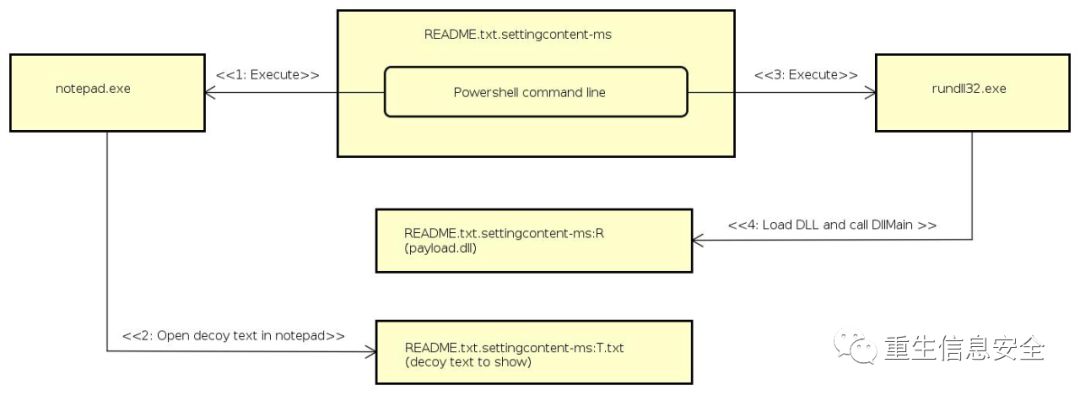 README.txt.settingcontent-ms
<<1: Execute>>
<<3: Execute>>
notepad.exe
Powershell command line
rundll32.exe
<<4: Load DLL and call DllMain >>
README.txt.settingcontent-ms:R
(payload.dll)
<<2: Open decoy text in notepad>>
README.txt.settingcontent-ms:T.txt
(decoy text to show)
重生信息安全